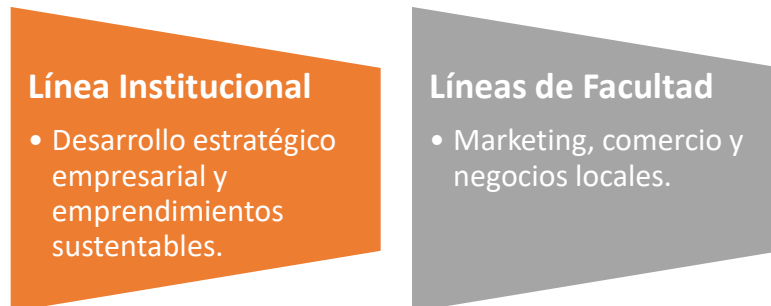 Línea Institucional
• Desarrollo estratégico
empresarial y
emprendimientos
sustentables.
Líneas de Facultad
• Marketing, comercio y
negocios locales.